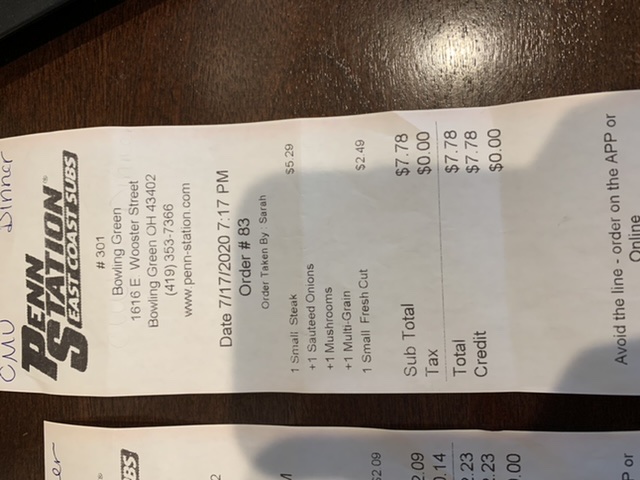 CMU Dinner
PENN
STATION®
EAST COAST SUBS
# 301
Bowling Green
1616 E Wooster Street
Bowling Green OH 43402
(419) 353-7366
www.penn-station.com
Date 7/17/2020 7:17 PM
Order # 83
Order Taken By : Sarah
1 Small Steak $5.29
+1 Sauteed Onions
+1 Mushrooms
+1 Multi-Grain
1 Small Fresh Cut $2.49
Sub Total $7.78
Tax $0.00
Total $7.78
Credit $7.78
$0.00
Avoid the line - order on the APP or
Online
er
BS
2
M
$2.09
2.09
0.14
2.23
2.23
0.00
P or